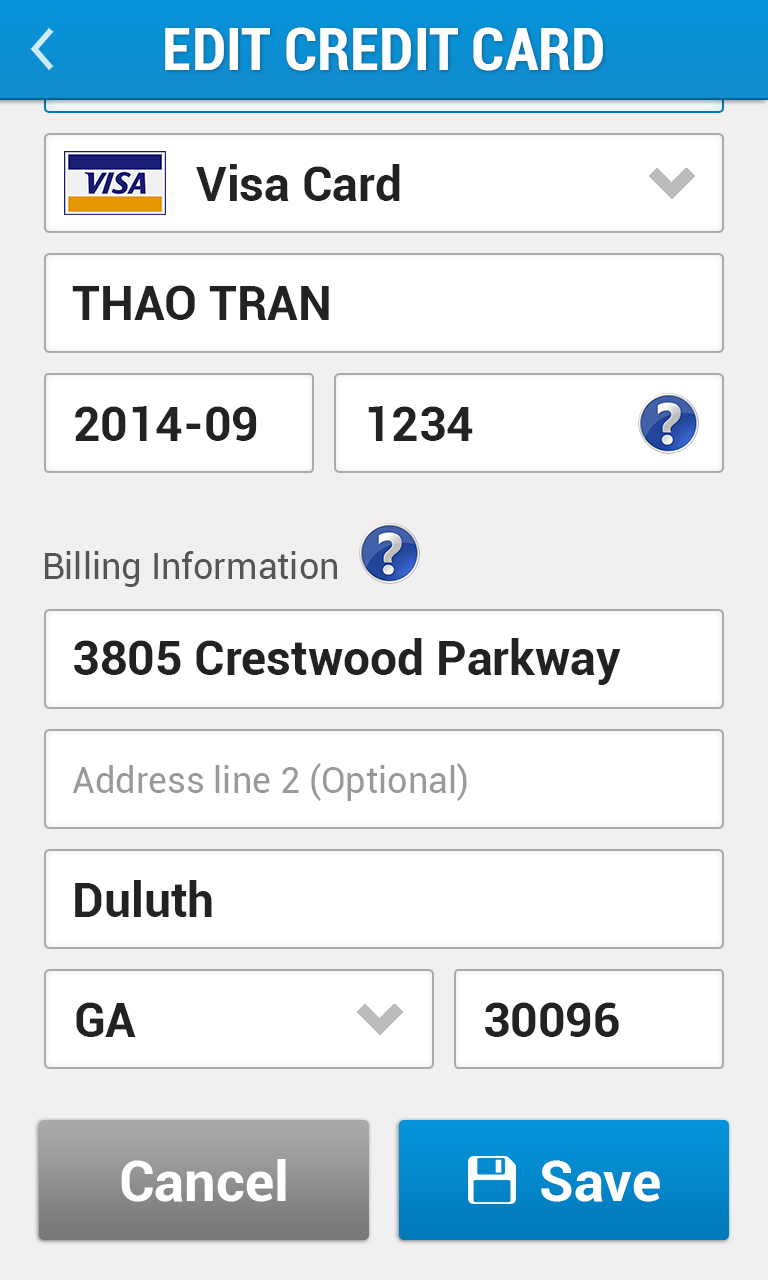 EDIT CREDIT CARD
VISA Visa Card
THAO TRAN
2014-09 1234 ?
Billing Information ?
3805 Crestwood Parkway
Address line 2 (Optional)
Duluth
GA 30096
Cancel Save